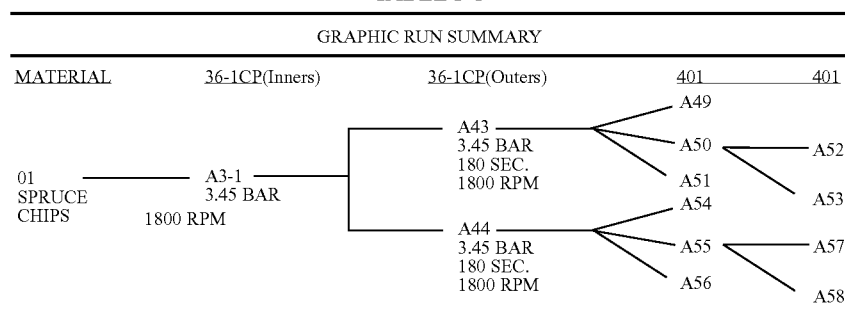 GRAPHIC RUN SUMMARY
MATERIAL 36-1CP(Inners) 36-1CP(Outers) 401 401
A49
A43 A50 A52
3.45 BAR
180 SEC.
1800 RPM A51 A53
01 A3-1
SPRUCE 3.45 BAR
CHIPS 1800 RPM
A54
A44 A55 A57
3.45 BAR
180 SEC.
1800 RPM A56 A58